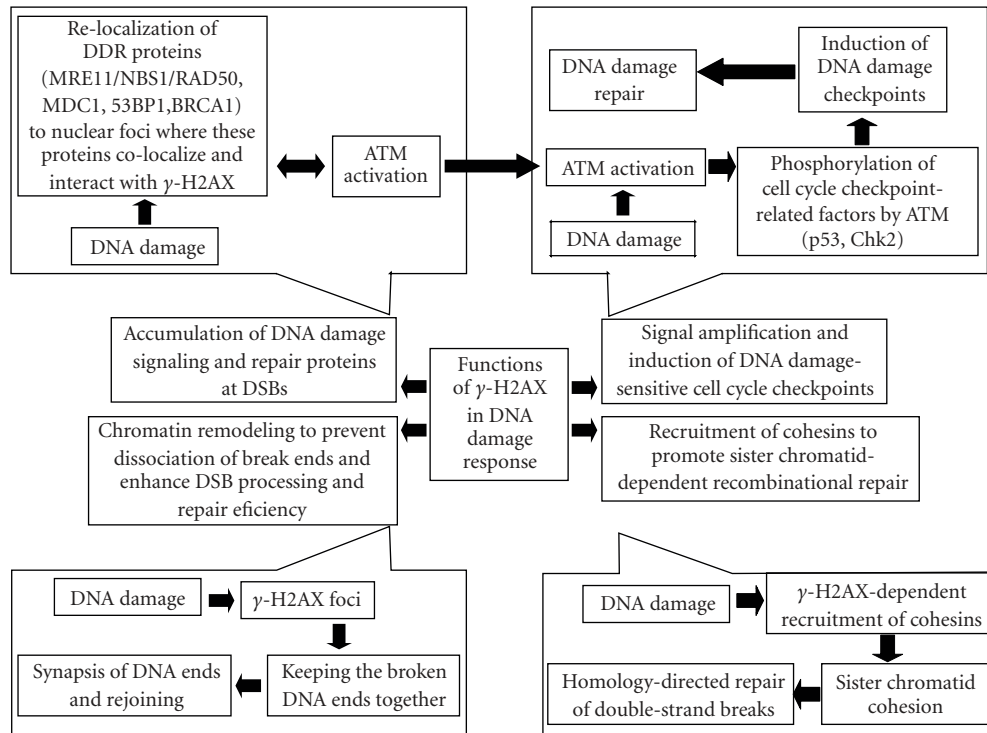 Re-localization of
DDR proteins
(MRE11/NBS1/RAD50,
MDC1, 53BP1,BRCA1)
to nuclear foci where these
proteins co-localize and
interact with γ-H2AX
ATM
activation
DNA damage
DNA damage
repair
Induction of
DNA damage
checkpoints
ATM activation
Phosphorylation of
cell cycle checkpoint-
related factors by ATM
(p53, Chk2)
DNA damage
Accumulation of DNA damage
signaling and repair proteins
at DSBs
Functions
of γ-H2AX
in DNA
damage
response
Signal amplification and
induction of DNA damage-
sensitive cell cycle checkpoints
Chromatin remodeling to prevent
dissociation of break ends and
enhance DSB processing and
repair eficiency
Recruitment of cohesins to
promote sister chromatid-
dependent recombinational repair
DNA damage
γ-H2AX foci
Synapsis of DNA ends
and rejoining
Keeping the broken
DNA ends together
DNA damage
γ-H2AX-dependent
recruitment of cohesins
Homology-directed repair
of double-strand breaks
Sister chromatid
cohesion